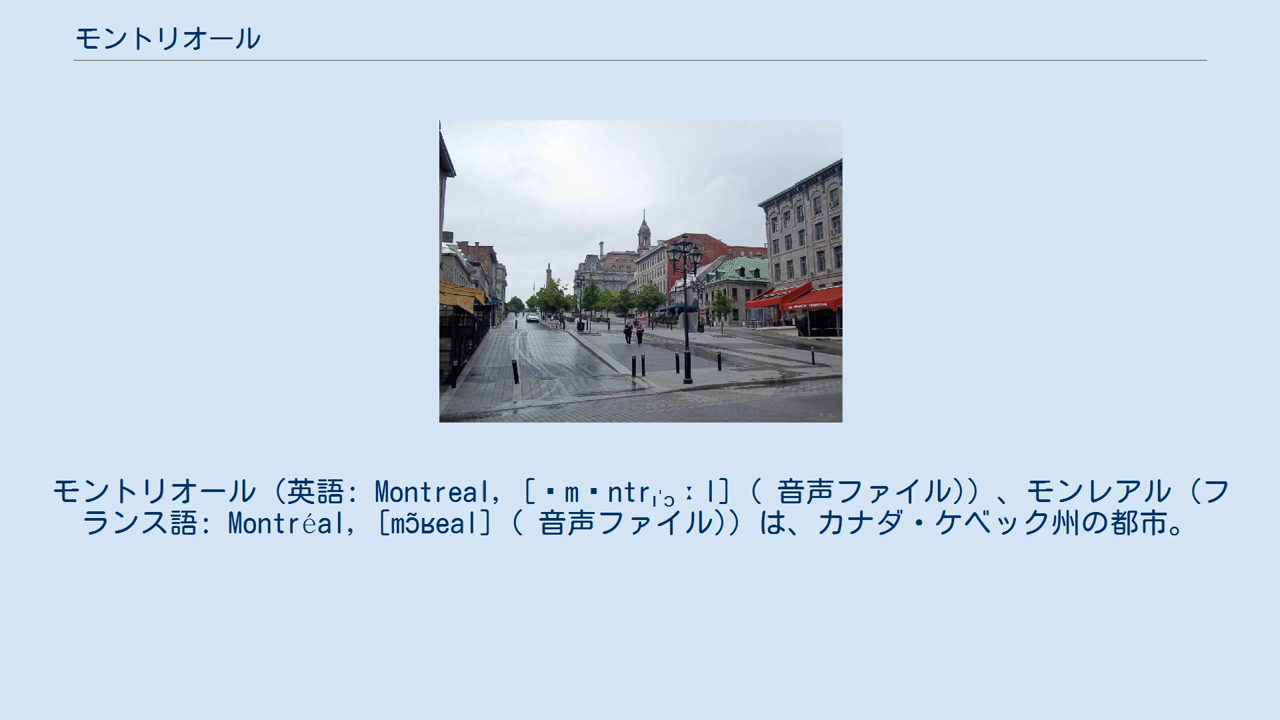 モントリオール
モントリオール（英語: Montreal, [▪m▪ntrɪˈɔːl]（ 音声ファイル)）、モンレアル（フ
ランス語: Montréal, [mɔ̃ʁeal]（ 音声ファイル)）は、カナダ・ケベック州の都市。